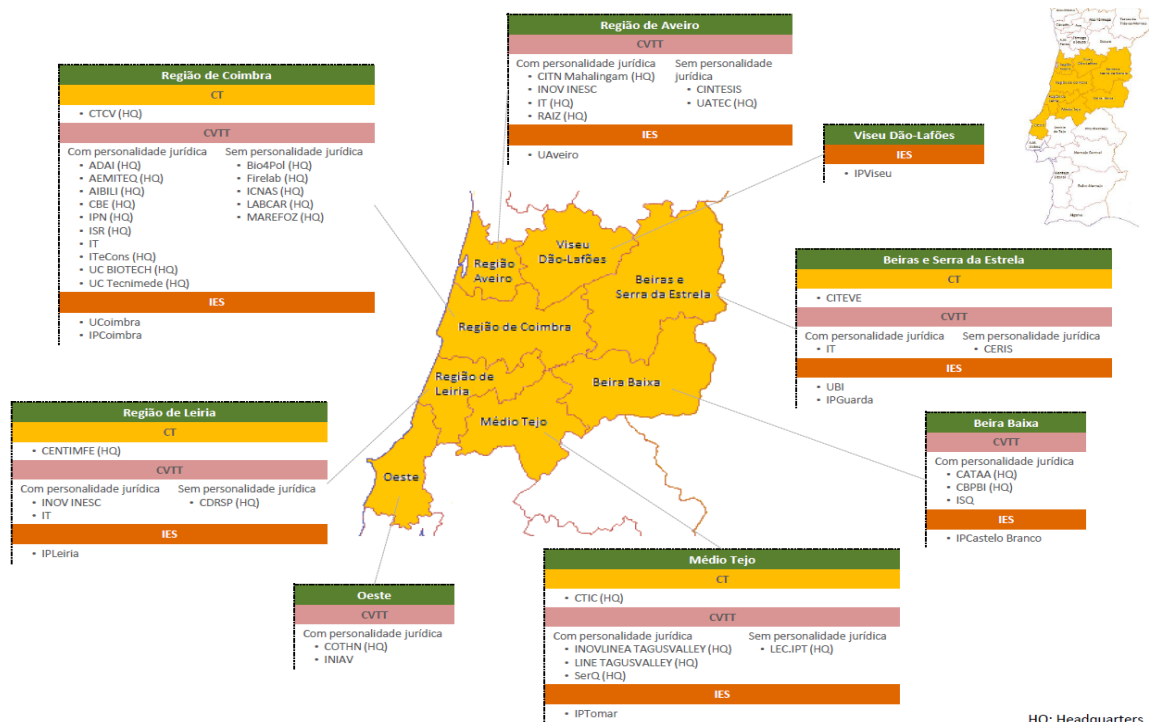 Região de Aveiro
CVTT
Com personalidade jurídica
• CITN Mahalingam (HQ)
• INOV INESC
• IT (HQ)
• RAIZ (HQ)
Sem personalidade
jurídica
• CINTESIS
• UATEC (HQ)
IES
• UAveiro
Região de Coimbra
CT
• CTCV (HQ)
CVTT
Com personalidade jurídica
• ADAI (HQ)
• AEMITEQ (HQ)
• AIBILI (HQ)
• CBE (HQ)
• IPN (HQ)
• ISR (HQ)
• IT
• ITeCons (HQ)
• UC BIOTECH (HQ)
• UC Tecnimede (HQ)
Sem personalidade jurídica
• Bio4Pol (HQ)
• Firelab (HQ)
• ICNAS (HQ)
• LABCAR (HQ)
• MAREFOZ (HQ)
IES
• UCoimbra
• IPCoimbra
Viseu Dão-Lafões
IES
• IPViseu
Viseu
Dão-Lafões
Região
Aveiro
Beiras e
Serra da Estrela
Região de Coimbra
Região de
Leiria
Beira Baixa
Médio Tejo
Oeste
Beiras e Serra da Estrela
CT
• CITEVE
CVTT
Com personalidade jurídica
• IT
Sem personalidade jurídica
• CERIS
IES
• UBI
• IPGuarda
Região de Leiria
CT
• CENTIMFE (HQ)
CVTT
Com personalidade jurídica
• INOV INESC
• IT
Sem personalidade jurídica
• CDRSP (HQ)
IES
• IPLeiria
Beira Baixa
CVTT
Com personalidade jurídica
• CATAA (HQ)
• CBPBI (HQ)
• ISQ
IES
• IPCastelo Branco
Oeste
CVTT
Com personalidade jurídica
• COTHN (HQ)
• INIAV
Médio Tejo
CT
• CTIC (HQ)
CVTT
Com personalidade jurídica
• INOVLINEA TAGUSVALLEY (HQ)
• LINE TAGUSVALLEY (HQ)
• SerQ (HQ)
Sem personalidade jurídica
• LEC.IPT (HQ)
IES
• IPTomar
HQ: Headquarters